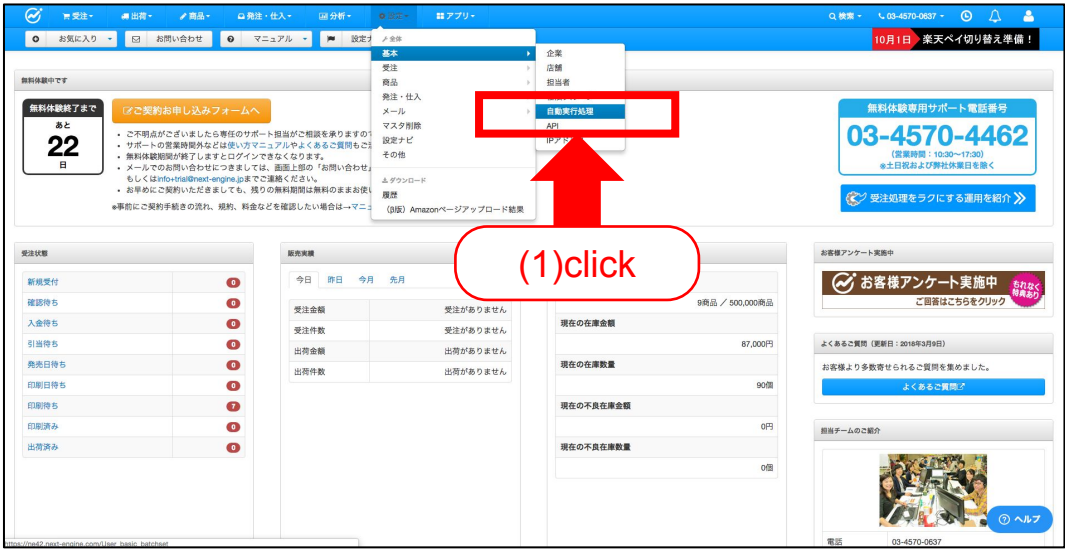 受注 出荷 商品 発注・仕入 分析 アプリ 検索 03-4570-0637
お気に入り お問い合わせ マニュアル 設定ナ
10月1日 楽天ペイ切り替え準備！
全体
基本
受注
商品
発注・仕入
メール
マスタ削除
設定ナビ
その他
ダウンロード
履歴
（β版）Amazonページアップロード結果
企業
店舗
担当者
自動実行処理
API
IPアド
(1)click
無料体験中です
無料体験終了まで
あと
22
日
ご契約お申し込みフォームへ
ご不明点がございましたら専任のサポート担当がご相談を承りますので
サポートの営業時間外などは使い方マニュアルやよくあるご質問もご活
無料体験期間が終了しますとログインできなくなります。
メールでのお問い合わせにつきましては、画面上部の「お問い合わせ」
もしくはinfo+trial@next-engine.jpまでご連絡ください。
お早めにご契約いただきましても、残りの無料期間は無料のままお使い
※事前にご契約手続きの流れ、規約、料金などを確認したい場合は→マニュ
無料体験専用サポート電話番号
03-4570-4462
(営業時間：10:30〜17:30)
※土日祝および弊社休業日を除く
受注処理をラクにする運用を紹介
受注状態
新規受付 0
確認待ち 0
入金待ち 0
引当待ち 0
発売日待ち 0
印刷日待ち 0
印刷待ち 7
印刷済み 0
出荷済み 0
販売実績
今日 昨日 今月 先月
受注金額 受注がありません
受注件数 受注がありません
出荷金額 出荷がありません
出荷件数 出荷がありません
9商品 ／ 500,000商品
現在の在庫金額
87,000円
現在の在庫数量
90個
現在の不良在庫金額
0円
現在の不良在庫数量
0個
お客様アンケート実施中
お客様アンケート実施中
ご回答はこちらをクリック
もれなく
特典あり
よくあるご質問（更新日：2018年3月9日）
お客様より多数寄せられるご質問を集めました。
よくあるご質問
担当チームのご紹介
電話 03-4570-0637
ヘルプ
https://ne42.next-engine.com/User_basic_batchset